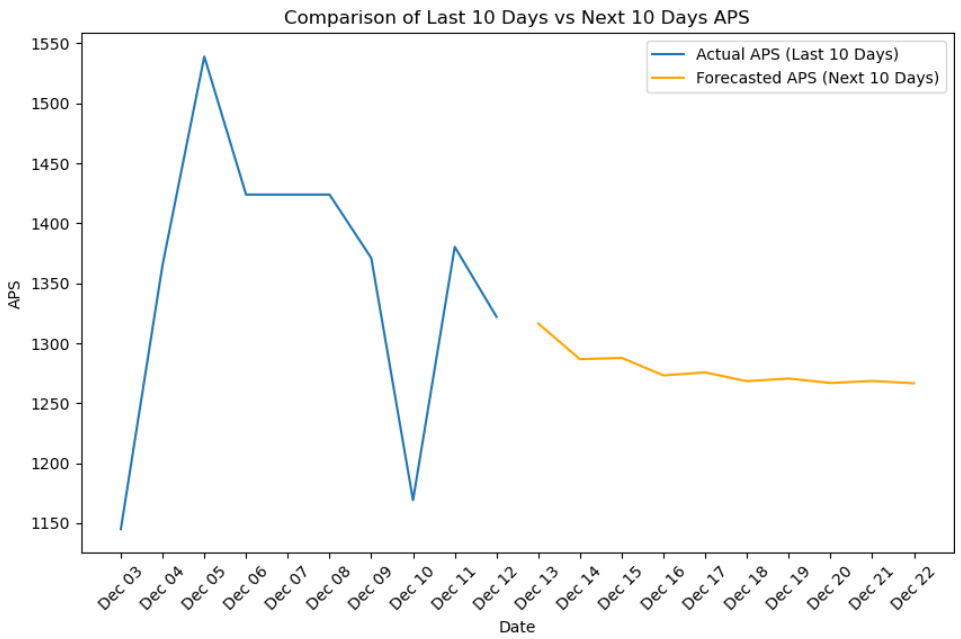 Comparison of Last 10 Days vs Next 10 Days APS
Actual APS (Last 10 Days)
Forecasted APS (Next 10 Days)
APS
1550
1500
1450
1400
1350
1300
1250
1200
1150
Dec 03
Dec 04
Dec 05
Dec 06
Dec 07
Dec 08
Dec 09
Dec 10
Dec 11
Dec 12
Dec 13
Dec 14
Dec 15
Dec 16
Dec 17
Dec 18
Dec 19
Dec 20
Dec 21
Dec 22
Date